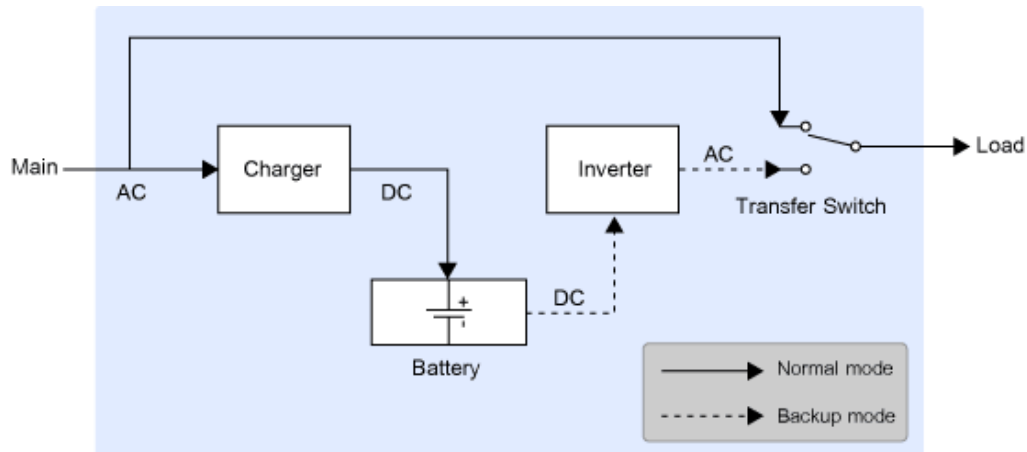 Main
AC
Charger
DC
Inverter
AC
Load
Transfer Switch
DC
Battery
Normal mode
Backup mode